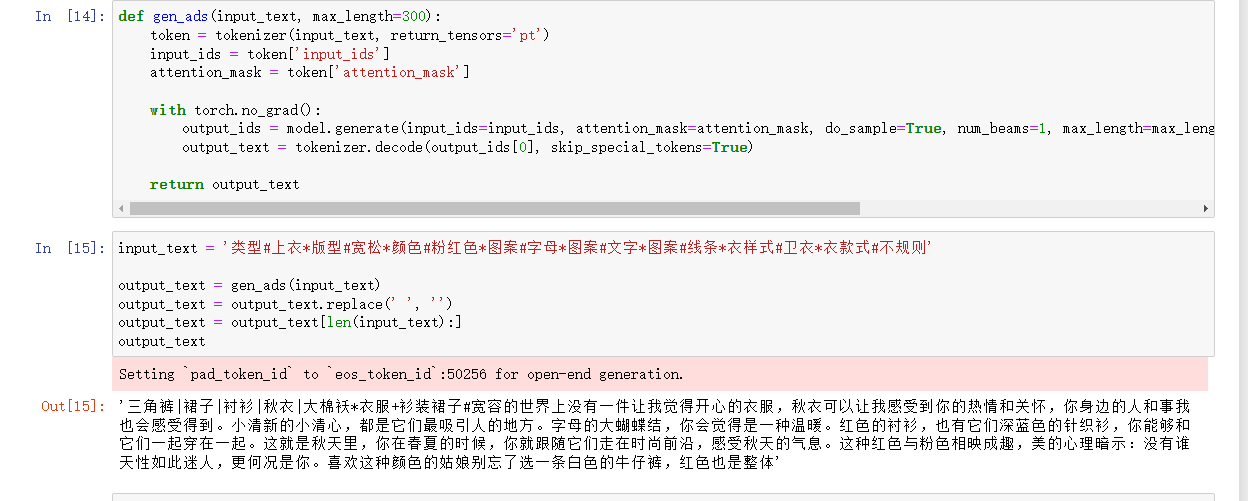 In [14]: def gen_ads(input_text, max_length=300):
token = tokenizer(input_text, return_tensors='pt')
input_ids = token['input_ids']
attention_mask = token['attention_mask']
with torch.no_grad():
output_ids = model.generate(input_ids=input_ids, attention_mask=attention_mask, do_sample=True, num_beams=1, max_length=max_leng
output_text = tokenizer.decode(output_ids[0], skip_special_tokens=True)
return output_text
In [15]: input_text = '类型#上衣*版型#宽松*颜色#粉红色*图案#字母*图案#文字*图案#线条*衣样式#卫衣*衣款式#不规则'
output_text = gen_ads(input_text)
output_text = output_text.replace(' ', '')
output_text = output_text[len(input_text):]
output_text
Setting `pad_token_id` to `eos_token_id`:50256 for open-end generation.
Out[15]: '三角裤|裙子|衬衫|秋衣|大棉袄*衣服+衫装裙子#宽容的世界上没有一件让我觉得开心的衣服，秋衣可以让我感受到你的热情和关怀，你身边的人和事我
也会感受得到。小清新的小清心，都是它们最吸引人的地方。字母的大蝴蝶结，你会觉得是一种温暖。红色的衬衫，也有它们深蓝色的针织衫，你能够和
它们一起穿在一起。这就是秋天里，你在春夏的时候，你就跟随它们走在时尚前沿，感受秋天的气息。这种红色与粉色相映成趣，美的心理暗示：没有谁
天性如此迷人，更何况是你。喜欢这种颜色的姑娘别忘了选一条白色的牛仔裤，红色也是整体'